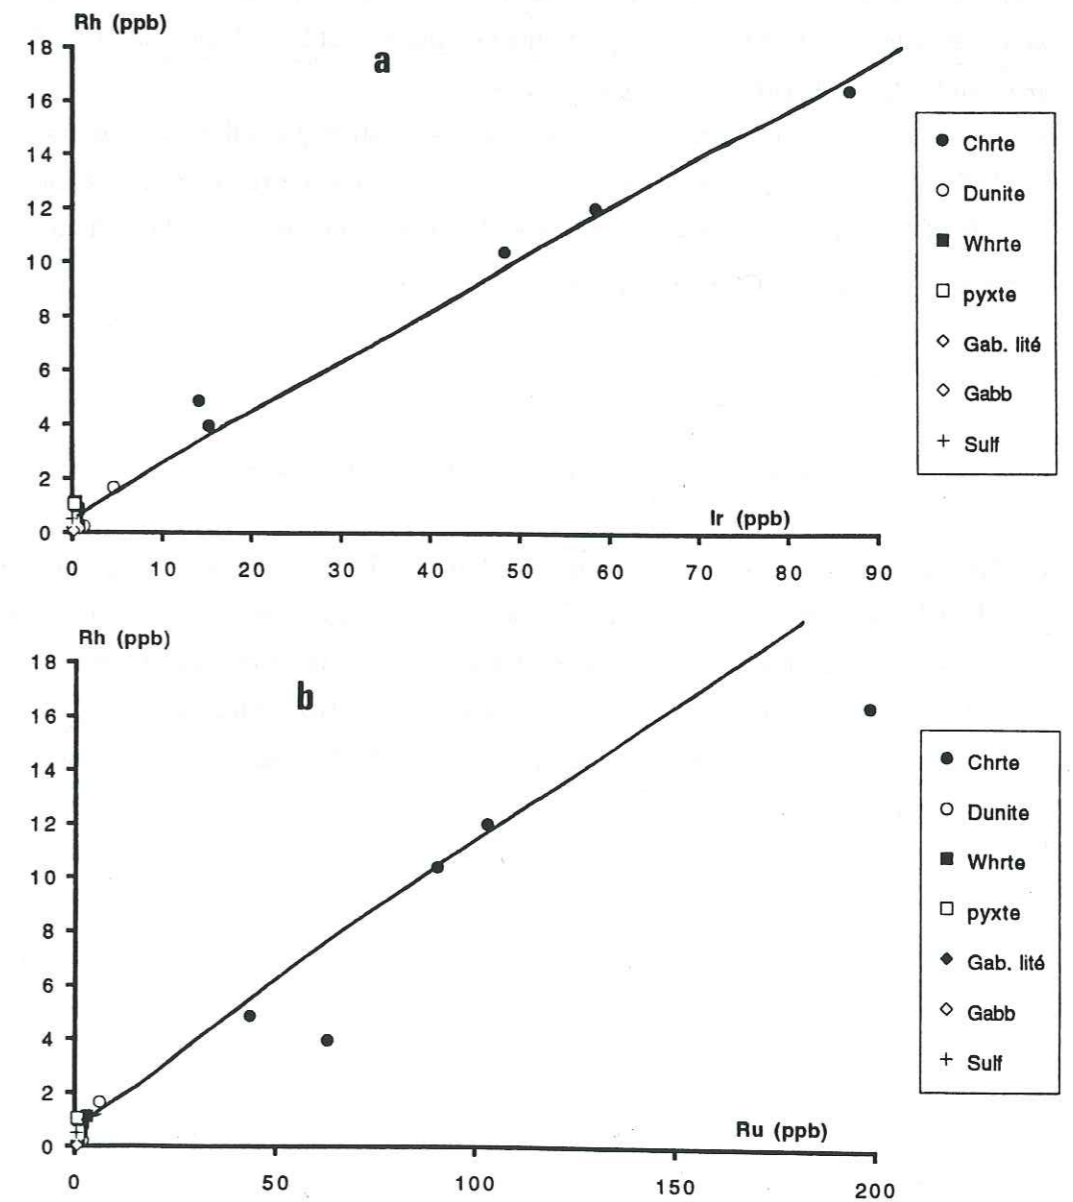 Rh (ppb)
a
18
16
14
12
10
8
6
4
2
0
Ir (ppb)
0 10 20 30 40 50 60 70 80 90
Chrte
Dunite
Whrte
pyxte
Gab. lité
Gabb
Sulf
Rh (ppb)
b
18
16
14
12
10
8
6
4
2
0
Ru (ppb)
0 50 100 150 200
Chrte
Dunite
Whrte
pyxte
Gab. lité
Gabb
Sulf